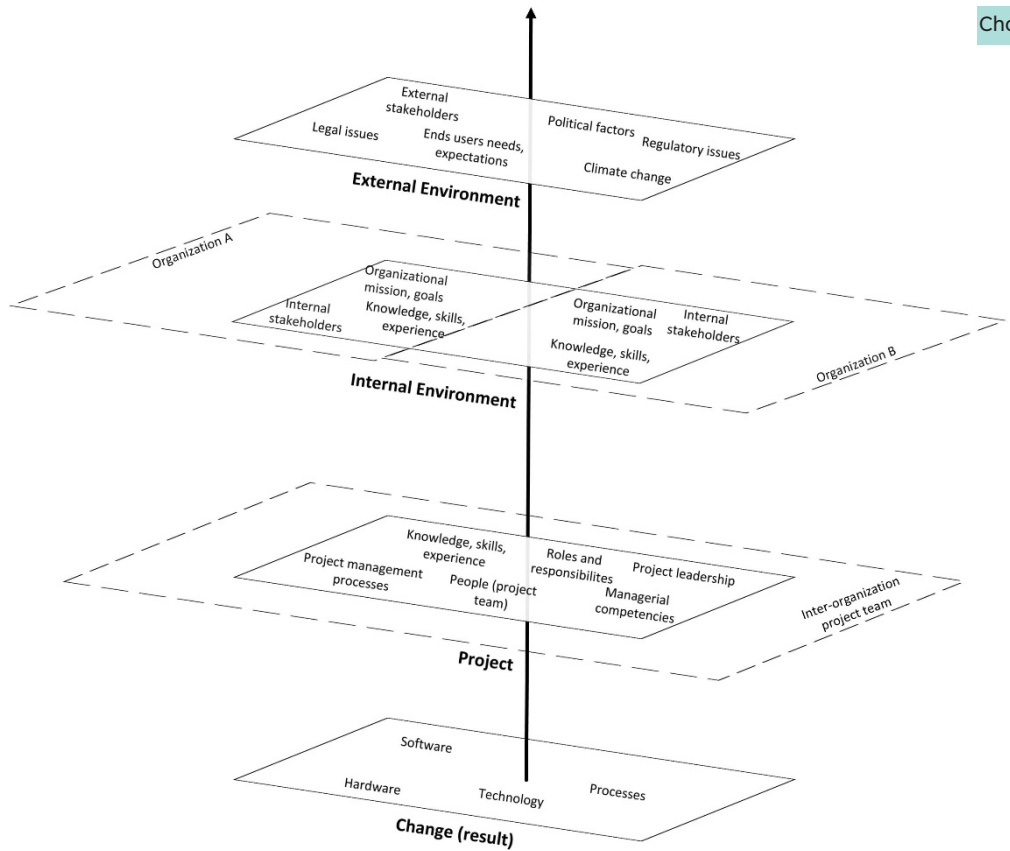 Cho
External
stakeholders
Political factors
Legal issues
Ends users needs,
expectations
Regulatory issues
Climate change
External Environment
Organization A
Organizational
mission, goals
Knowledge, skills,
experience
Internal
stakeholders
Organizational
mission, goals
Internal
stakeholders
Knowledge, skills,
experience
Organization B
Internal Environment
Knowledge, skills,
experience
Roles and
responsibilites
Project leadership
Project management
processes
People (project
team)
Managerial
competencies
Inter-organization
project team
Project
Software
Hardware
Technology
Processes
Change (result)